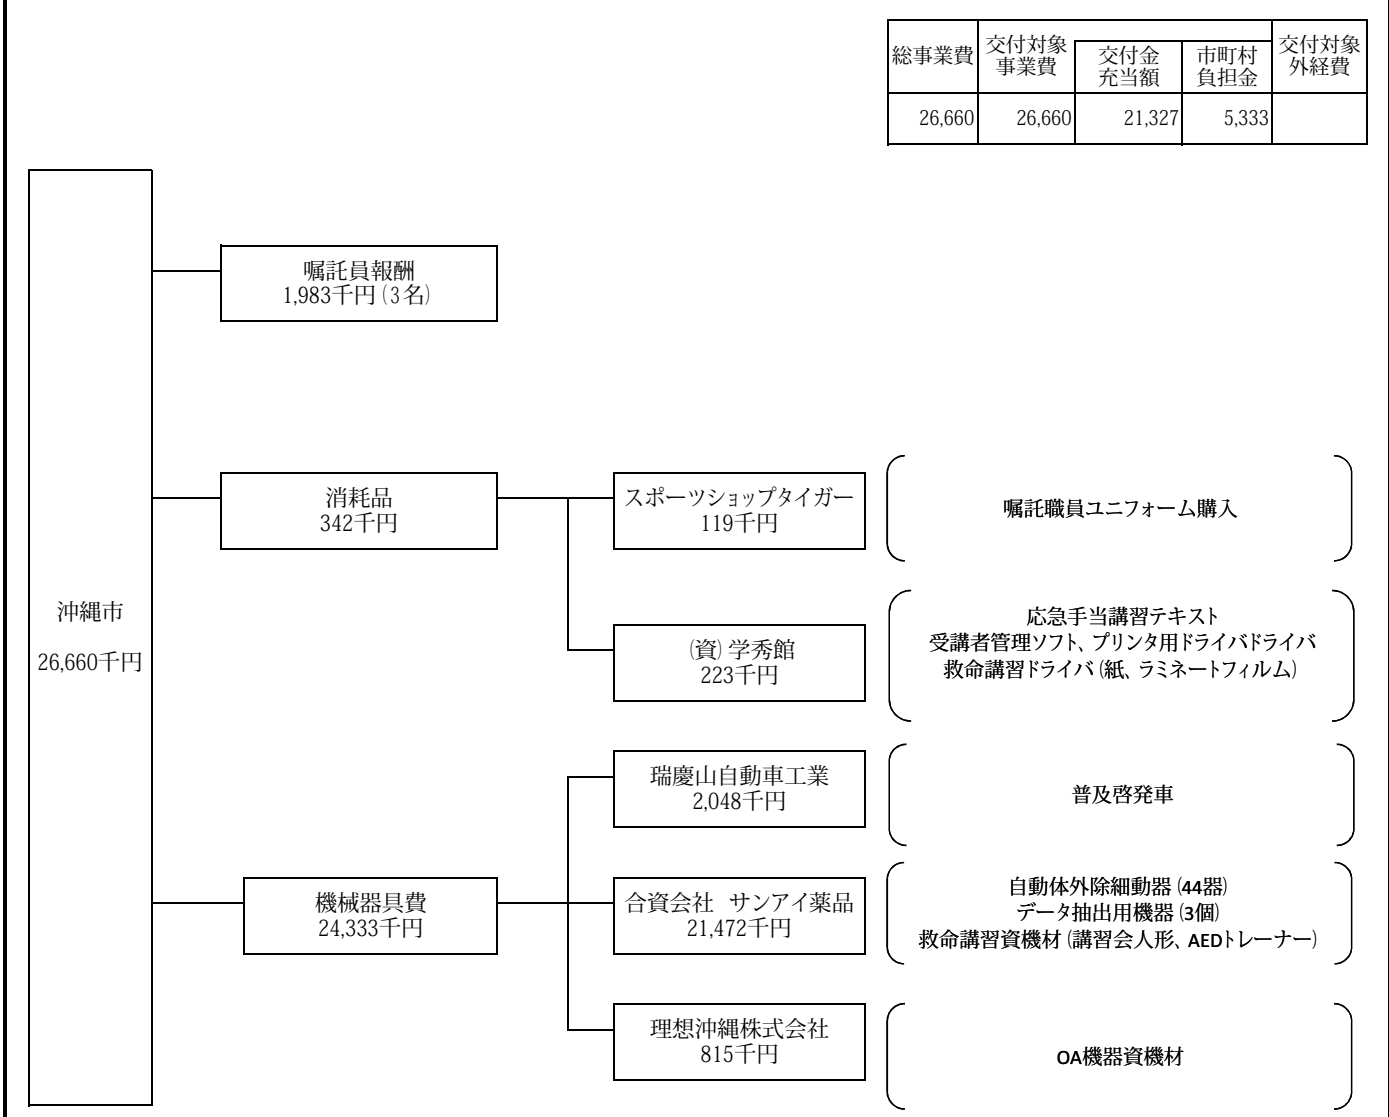 総事業費
交付対象
事業費
交付金
充当額
市町村
負担金
交付対象
外経費
26,660
26,660
21,327
5,333
沖縄市
26,660千円
嘱託員報酬
1,983千円(3名)
消耗品
342千円
スポーツショップタイガー
119千円
嘱託職員ユニフォーム購入
(資)学秀館
223千円
応急手当講習テキスト
受講者管理ソフト、プリンタ用ドライバドライバ
救命講習ドライバ(紙、ラミネートフィルム)
瑞慶山自動車工業
2,048千円
普及啓発車
機械器具費
24,333千円
合資会社 サンアイ薬品
21,472千円
自動体外除細動器(44器)
データ抽出用機器(3個)
救命講習資機材(講習会人形、AEDトレーナー)
理想沖縄株式会社
815千円
OA機器資機材